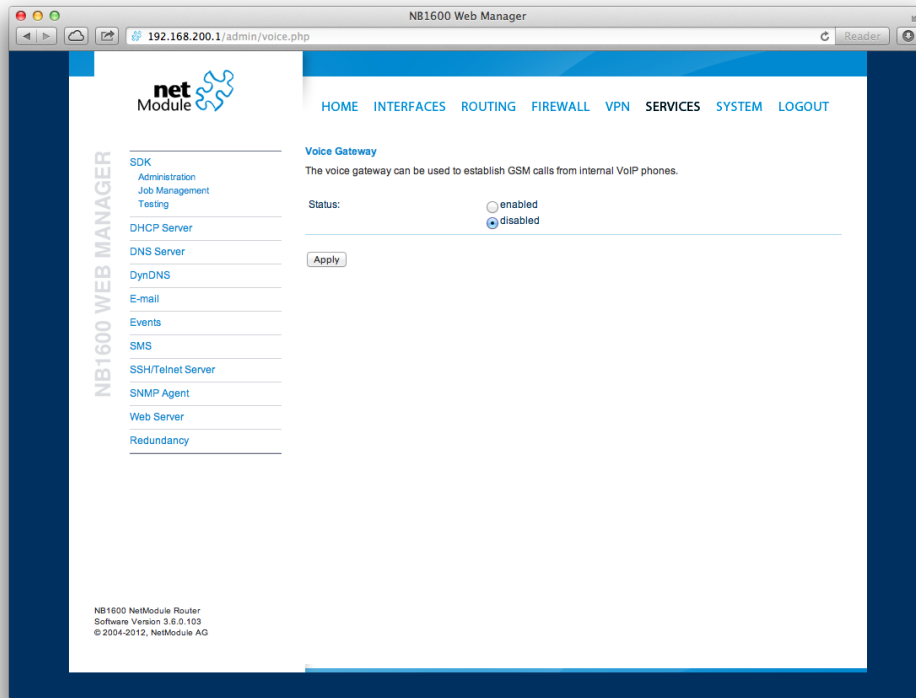 NB1600 Web Manager
192.168.200.1/admin/voice.php
Reader
net
Module
HOME INTERFACES ROUTING FIREWALL VPN SERVICES SYSTEM LOGOUT
NB1600 WEB MANAGER
SDK
Administration
Job Management
Testing
DHCP Server
DNS Server
DynDNS
E-mail
Events
SMS
SSH/Telnet Server
SNMP Agent
Web Server
Redundancy
Voice Gateway
The voice gateway can be used to establish GSM calls from internal VoIP phones.
Status:
enabled
disabled
Apply
NB1600 NetModule Router
Software Version 3.6.0.103
© 2004-2012, NetModule AG